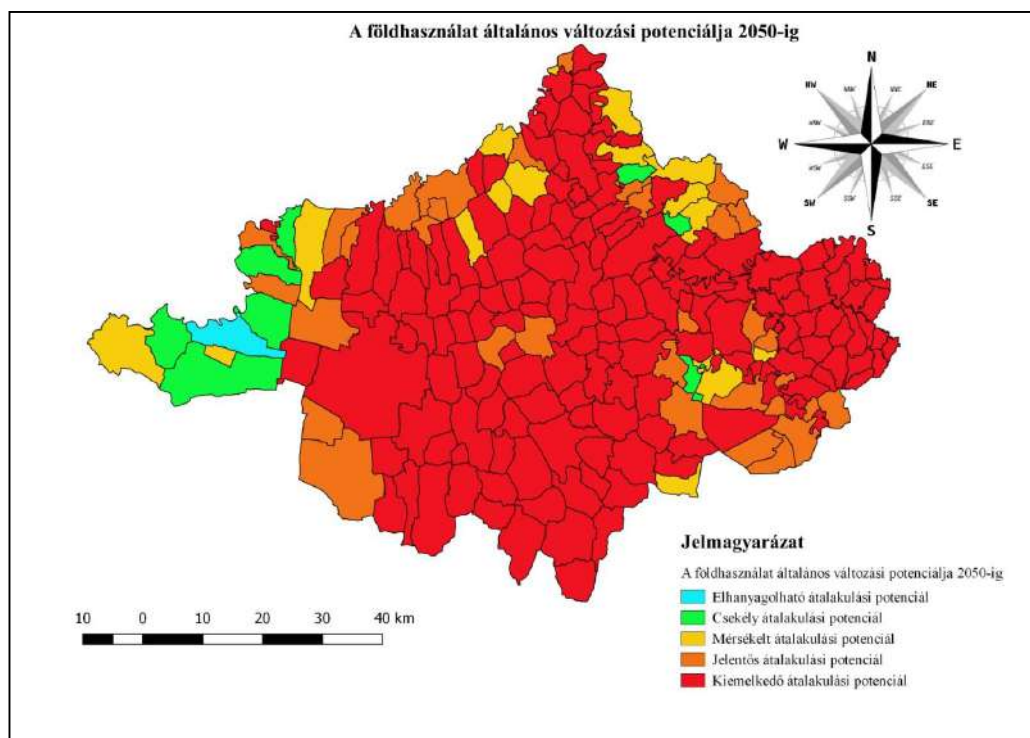 A földhasználat általános változási potenciálja 2050-ig
N
NW
NE
W
E
SW
SE
S
Jelmagyarázat
A földhasználat általános változási potenciálja 2050-ig
Elhanyagolható átalakulási potenciál
Csekély átalakulási potenciál
Mérsékelt átalakulási potenciál
Jelentős átalakulási potenciál
Kiemelkedő átalakulási potenciál
10 0 10 20 30 40 km